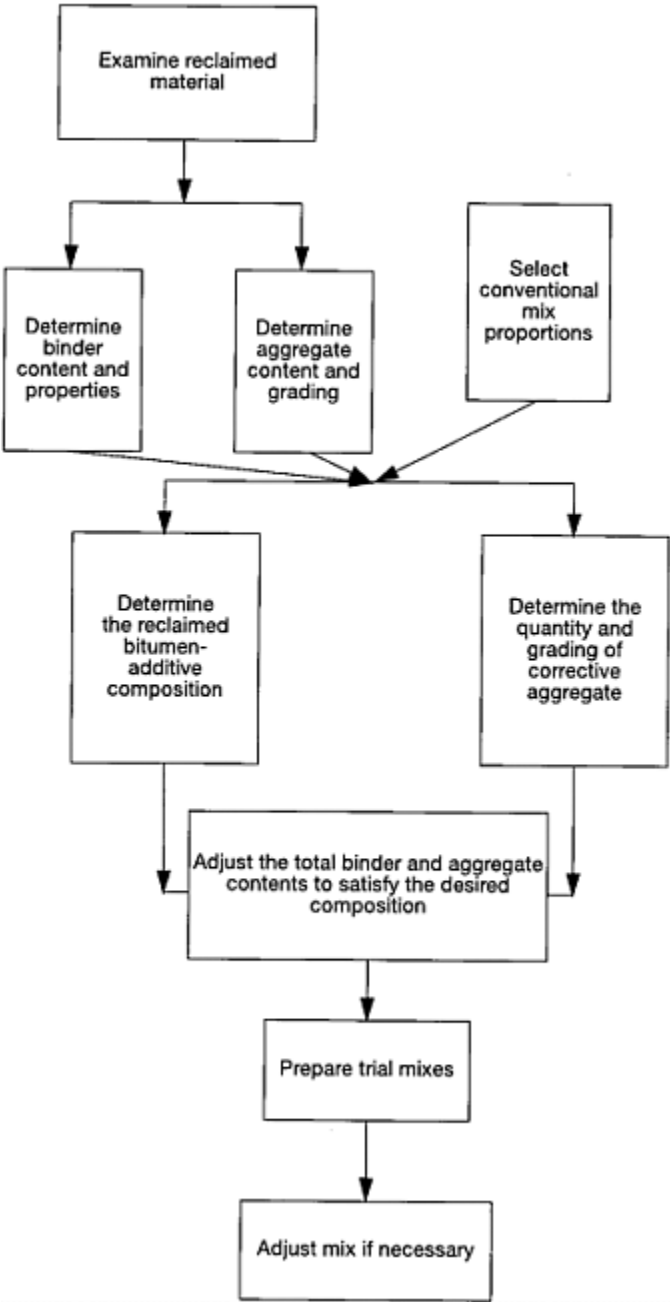 Examine reclaimed
material
Determine
binder
content and
properties
Determine
aggregate
content and
grading
Select
conventional
mix
proportions
Determine
the reclaimed
bitumen-
additive
composition
Determine the
quantity and
grading of
corrective
aggregate
Adjust the total binder and aggregate
contents to satisfy the desired
composition
Prepare trial mixes
Adjust mix if necessary